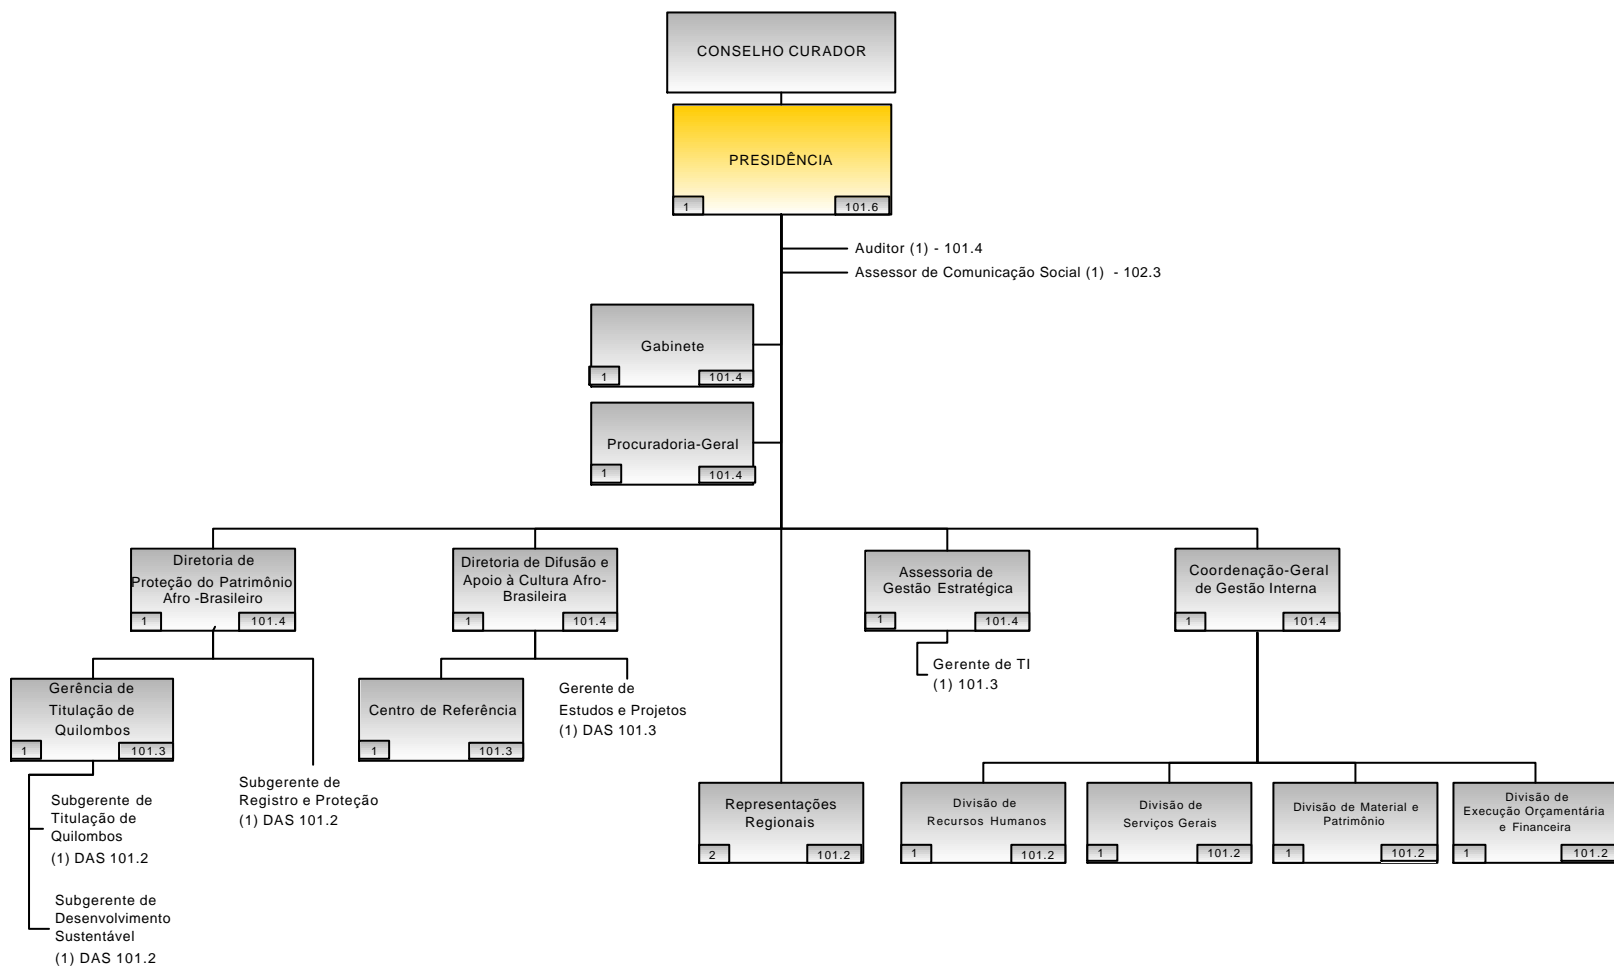 CONSELHO CURADOR
PRESIDÊNCIA
1
101.6
Auditor (1) - 101.4
Assessor de Comunicação Social (1)  - 102.3
Gabinete
1
101.4
Procuradoria-Geral
1
101.4
Diretoria de
Proteção do Patrimônio
Afro -Brasileiro
1
101.4
Diretoria de Difusão e
Apoio à Cultura Afro-
Brasileira
1
101.4
Assessoria de
Gestão Estratégica
1
101.4
Coordenação-Geral
de Gestão Interna
1
101.4
Gerência de
Titulação de
Quilombos
1
101.3
Subgerente de
Titulação de
Quilombos
(1) DAS 101.2
Subgerente de
Desenvolvimento
Sustentável
(1) DAS 101.2
Subgerente de
Registro e Proteção
(1) DAS 101.2
Centro de Referência
1
101.3
Gerente de
Estudos e Projetos
(1) DAS 101.3
Gerente de TI
(1) 101.3
Representações
Regionais
2
101.2
Divisão de
Recursos Humanos
1
101.2
Divisão de
Serviços Gerais
1
101.2
Divisão de Material e
Patrimônio
1
101.2
Divisão de
Execução Orçamentária
e Financeira
1
101.2